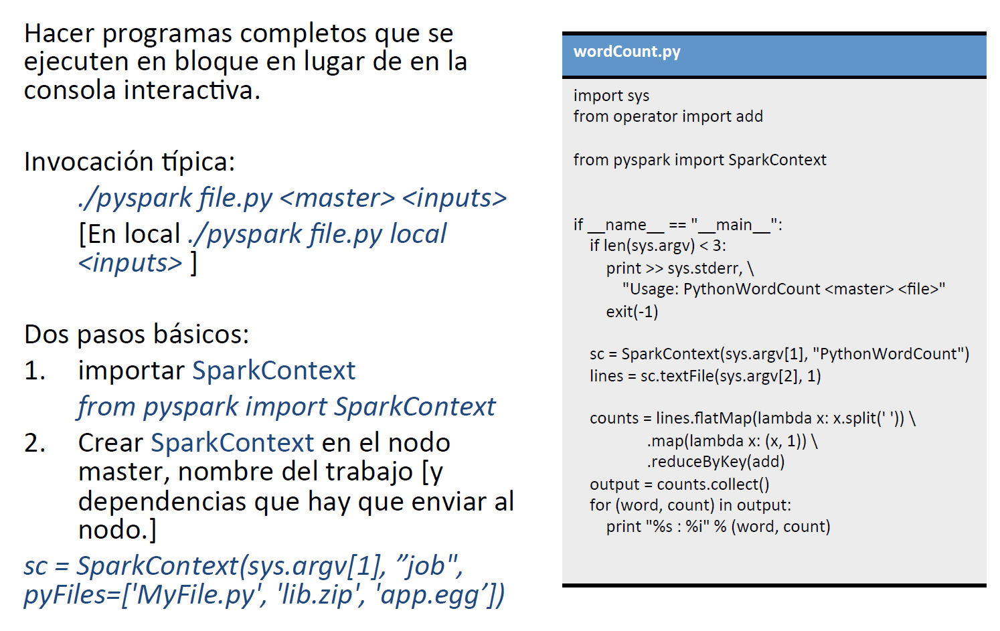 Hacer programas completos que se
ejecuten en bloque en lugar de en la
consola interactiva.
Invocación típica:
./pyspark file.py <master> <inputs>
[En local ./pyspark file.py local
<inputs> ]
Dos pasos básicos:
1. importar SparkContext
from pyspark import SparkContext
2. Crear SparkContext en el nodo
master, nombre del trabajo [y
dependencias que hay que enviar al
nodo.]
sc = SparkContext(sys.argv[1], ”job",
pyFiles=['MyFile.py', 'lib.zip', 'app.egg’])
wordCount.py
import sys
from operator import add
from pyspark import SparkContext
if __name__ == "__main__":
if len(sys.argv) < 3:
print >> sys.stderr, \
"Usage: PythonWordCount <master> <file>"
exit(-1)
sc = SparkContext(sys.argv[1], "PythonWordCount")
lines = sc.textFile(sys.argv[2], 1)
counts = lines.flatMap(lambda x: x.split(' ')) \
.map(lambda x: (x, 1)) \
.reduceByKey(add)
output = counts.collect()
for (word, count) in output:
print "%s : %i" % (word, count)